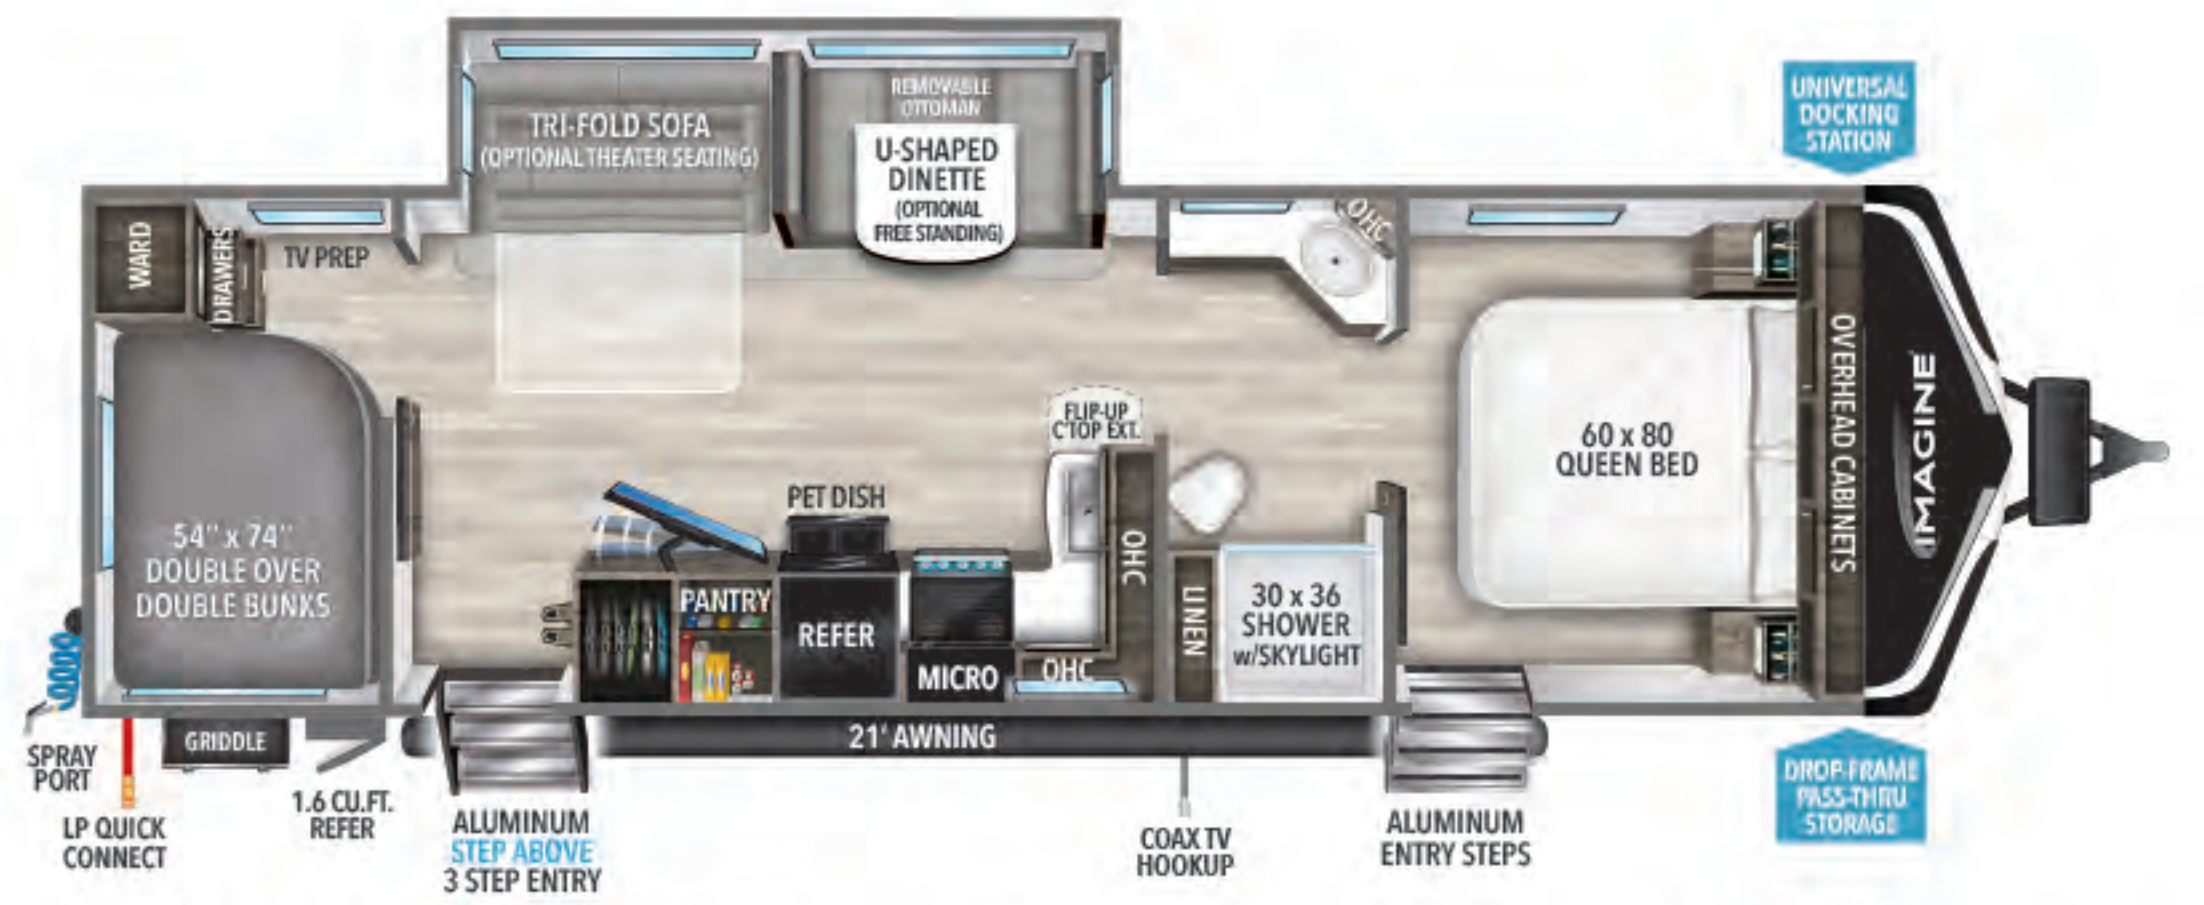 UNIVERSAL
DOCKING
STATION
REMOVABLE
OTTOMAN
TRI-FOLD SOFA
(OPTIONAL THEATER SEATING)
U-SHAPED
DINETTE
(OPTIONAL
FREE STANDING)
WARD
DRAWERS
TV PREP
OHC
OVERHEAD CABINETS
IMAGINE
60 x 80
QUEEN BED
FLIP-UP
C'TOP EXT.
PET DISH
54" x 74"
DOUBLE OVER
DOUBLE BUNKS
PANTRY
REFER
MICRO
OHC
OHC
LINEN
30 x 36
SHOWER
w/SKYLIGHT
21' AWNING
GRIDDLE
SPRAY
PORT
LP QUICK
CONNECT
1.6 CU.FT.
REFER
ALUMINUM
STEP ABOVE
3 STEP ENTRY
COAX TV
HOOKUP
ALUMINUM
ENTRY STEPS
DROP-FRAME
PASS-THRU
STORAGE